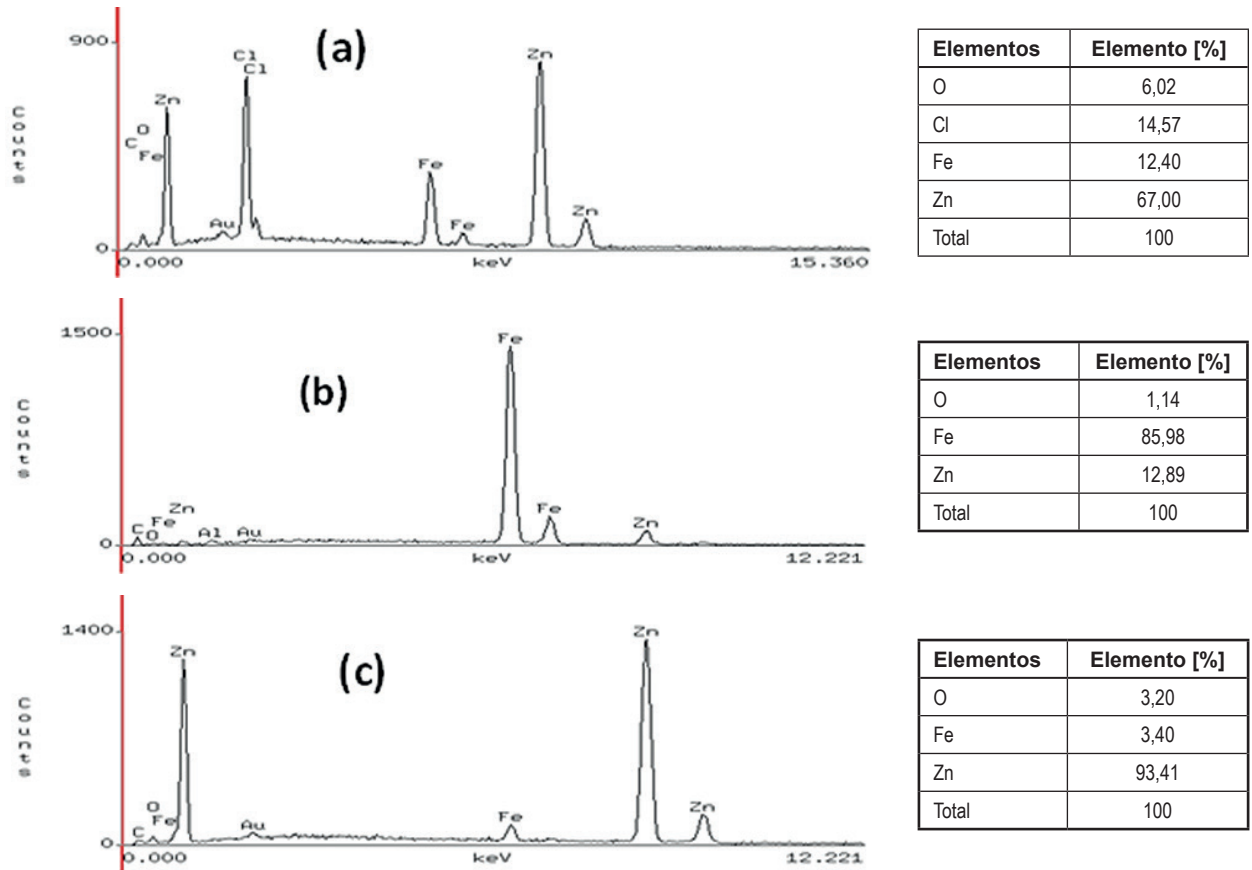 (a)
900
Counts
C
O
Fe
Zn
Au
Cl
Cl
Fe
Fe
Zn
Zn
0
0.000 keV 15.360
Elementos Elemento [%]
O 6,02
Cl 14,57
Fe 12,40
Zn 67,00
Total 100
(b)
1500
Counts
C
O
Fe
Zn
Al
Au
Fe
Fe
Zn
0
0.000 keV 12.221
Elementos Elemento [%]
O 1,14
Fe 85,98
Zn 12,89
Total 100
(c)
1400
Counts
C
O
Fe
Zn
Au
Fe
Zn
Zn
0
0.000 keV 12.221
Elementos Elemento [%]
O 3,20
Fe 3,40
Zn 93,41
Total 100